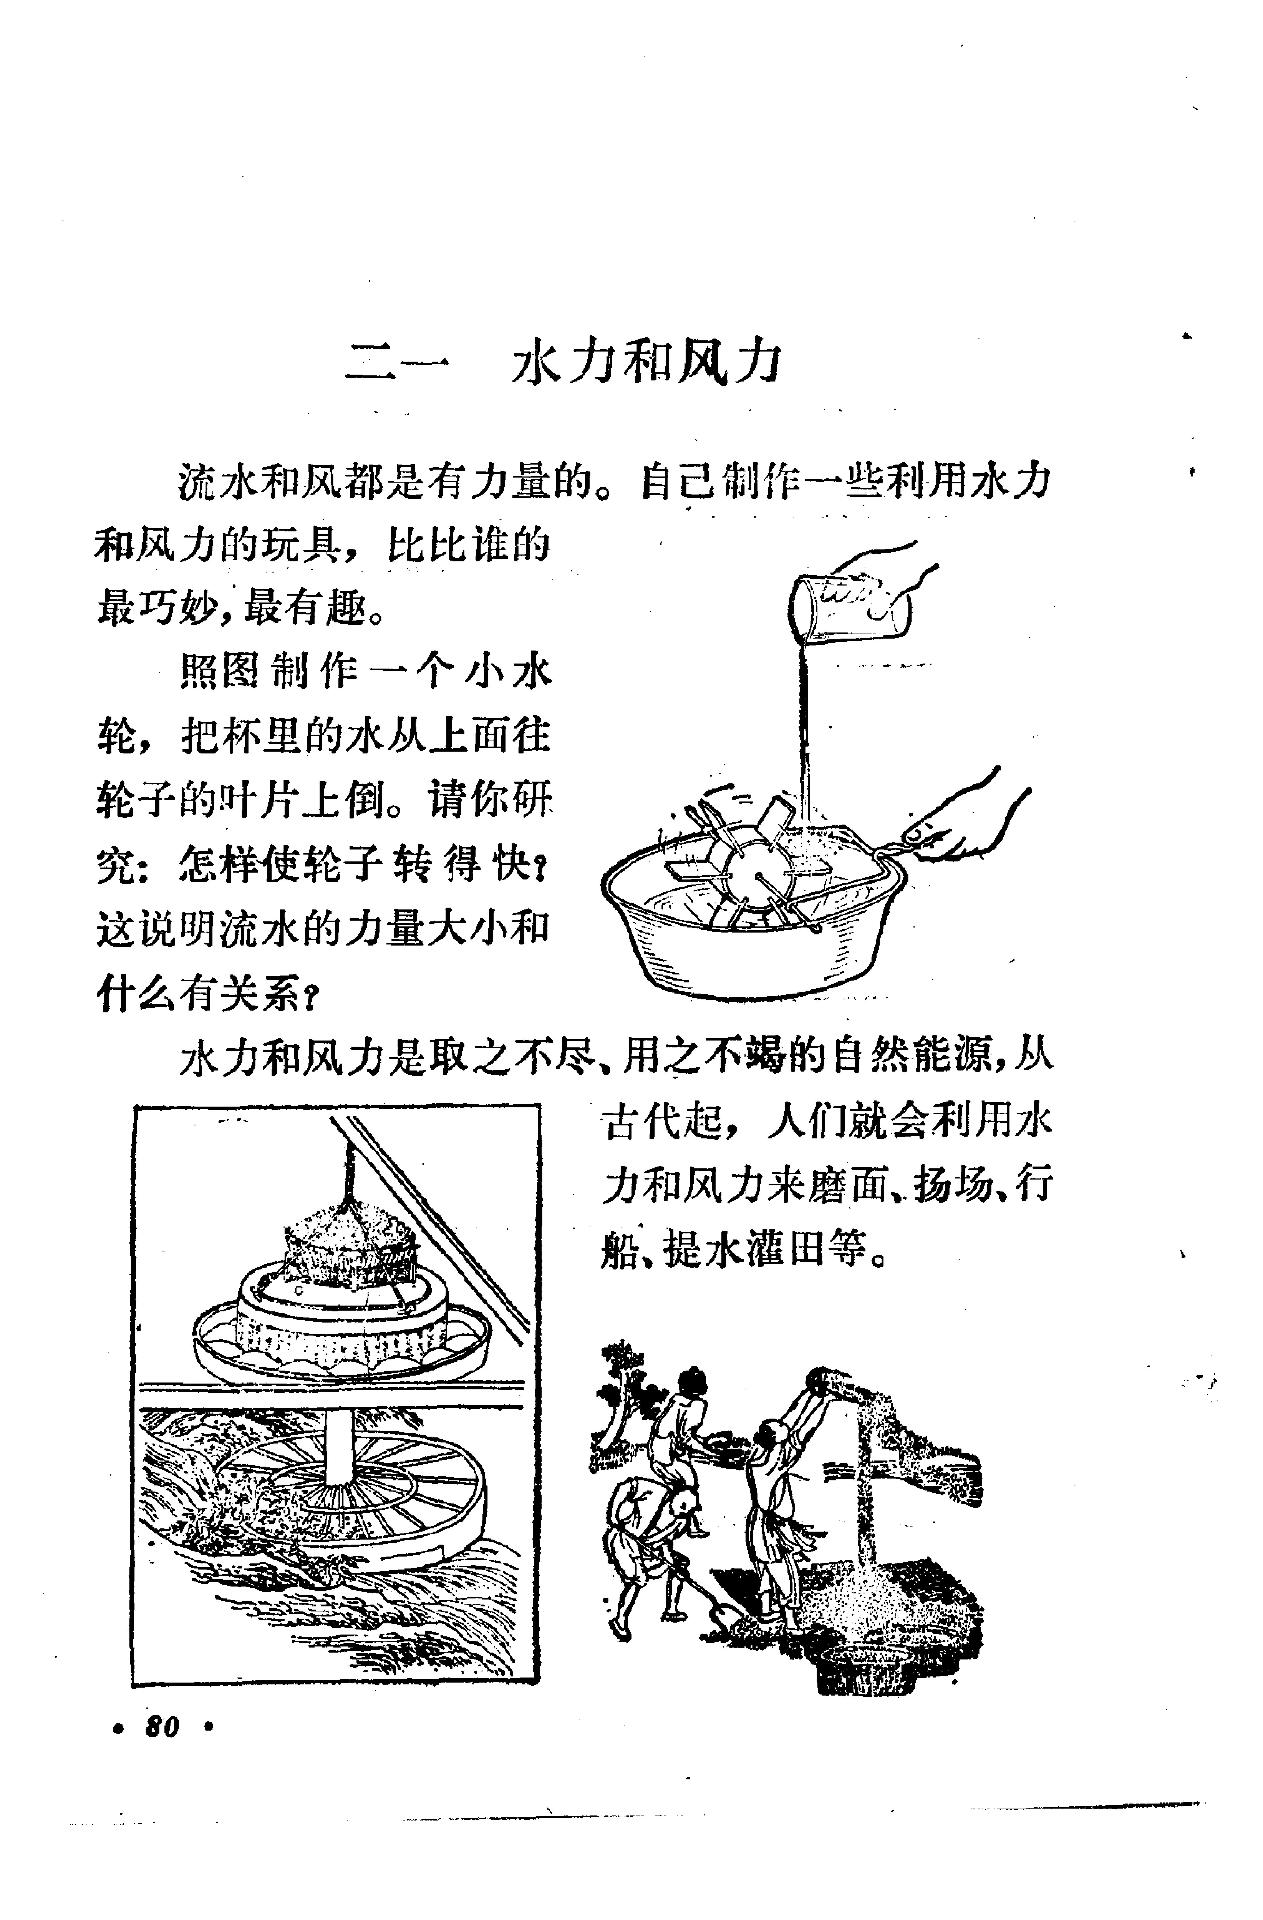 二一 水力和风力
流水和风都是有力量的。自己制作一些利用水力
和风力的玩具，比比谁的
最巧妙，最有趣。
照图制作一个小水
轮，把杯里的水从上面往
轮子的叶片上倒。请你研
究：怎样使轮子转得快？
这说明流水的力量大小和
什么有关系？
水力和风力是取之不尽、用之不竭的自然能源，从
古代起，人们就会利用水
力和风力来磨面、扬场、行
船、提水灌田等。
• 80 •